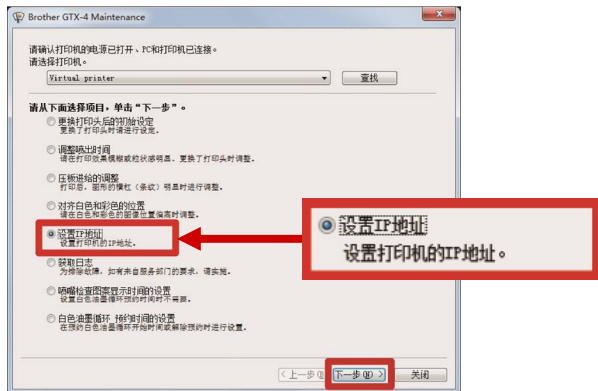 Brother GTX-4 Maintenance
请确认打印机的电源已打开、PC和打印机已连接。
请选择打印机。
Virtual printer
查找
请从下面选择项目，单击“下一步”。
更换打印头后的初始设定
更换了打印头时请进行设定。
调整喷出时间
请在打印效果模糊或粒状感明显、更换了打印头时调整。
压板进给的调整
打印后，图形的横杠（条纹）明显时进行调整。
对齐白色和彩色的位置
请在白色和彩色的图像位置偏离时调整。
设置IP地址
设置打印机的IP地址。
设置IP地址
设置打印机的IP地址。
获取日志
为排除故障，如有来自服务部门的要求，请实施。
喷嘴检查图案显示时间的设置
设置白色油墨循环预约时间时不需要。
白色油墨循环 预约时间的设置
在预约白色油墨循环开始时间或解除预约时进行设置。
<上一步(B) 下一步(N) > 关闭